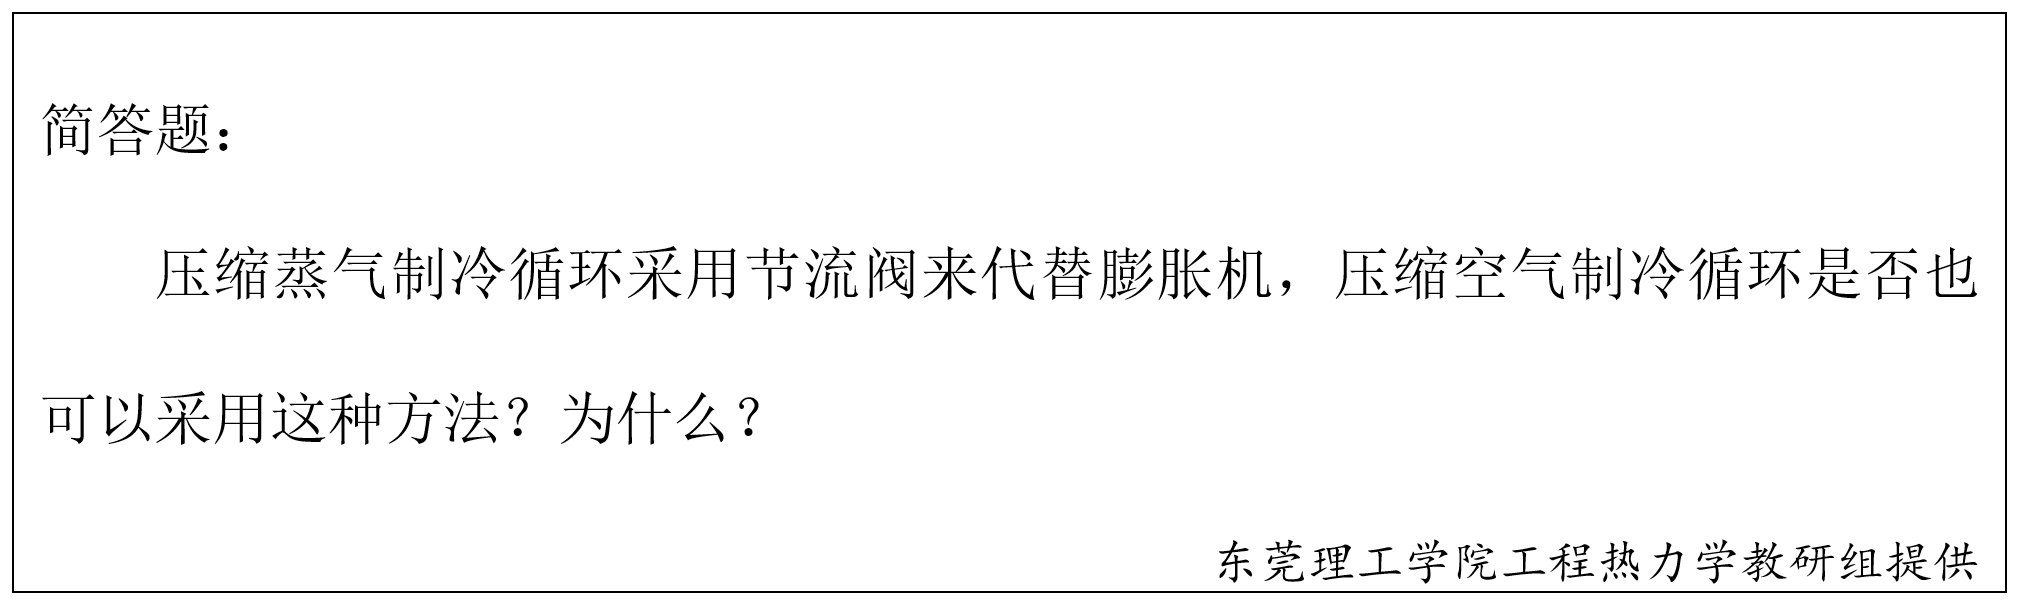 简答题：
压缩蒸气制冷循环采用节流阀来代替膨胀机，压缩空气制冷循环是否也
可以采用这种方法？为什么？
东莞理工学院工程热力学教研组提供